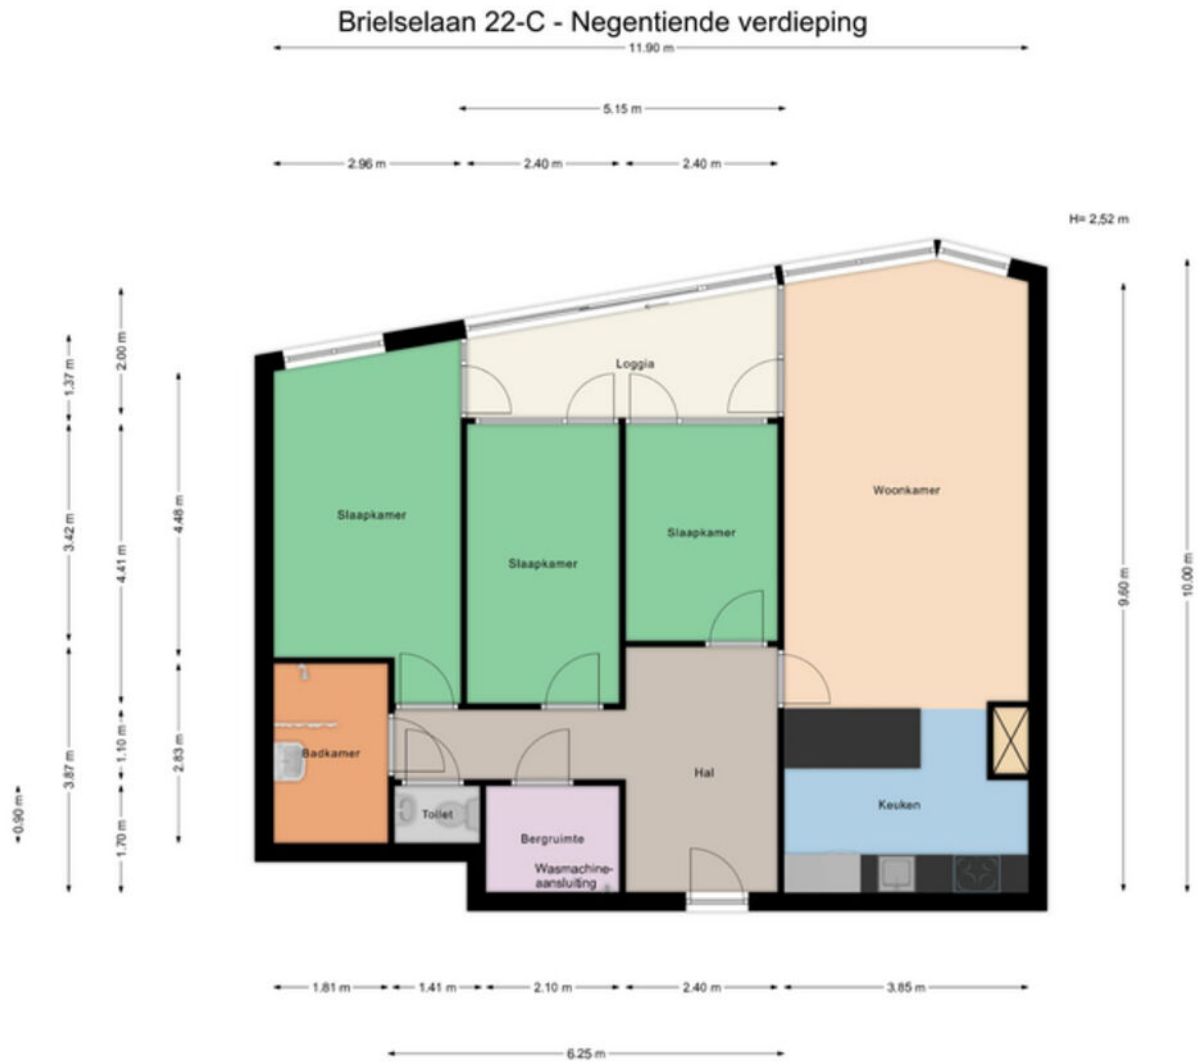 Brielselaan 22-C - Negentiende verdieping
11.90 m
5.15 m
2.96 m
2.40 m
2.40 m
H= 2,52 m
2.00 m
1.37 m
Loggia
4.48 m
Woonkamer
Slaapkamer
3.42 m
Slaapkamer
4.41 m
Slaapkamer
9.60 m
10.00 m
1.10 m
2.83 m
Badkamer
3.87 m
Hal
Keuken
0.90 m
Toilet
1.70 m
Bergruimte
Wasmachine-
aansluiting
1.81 m
1.41 m
2.10 m
2.40 m
3.85 m
6.25 m